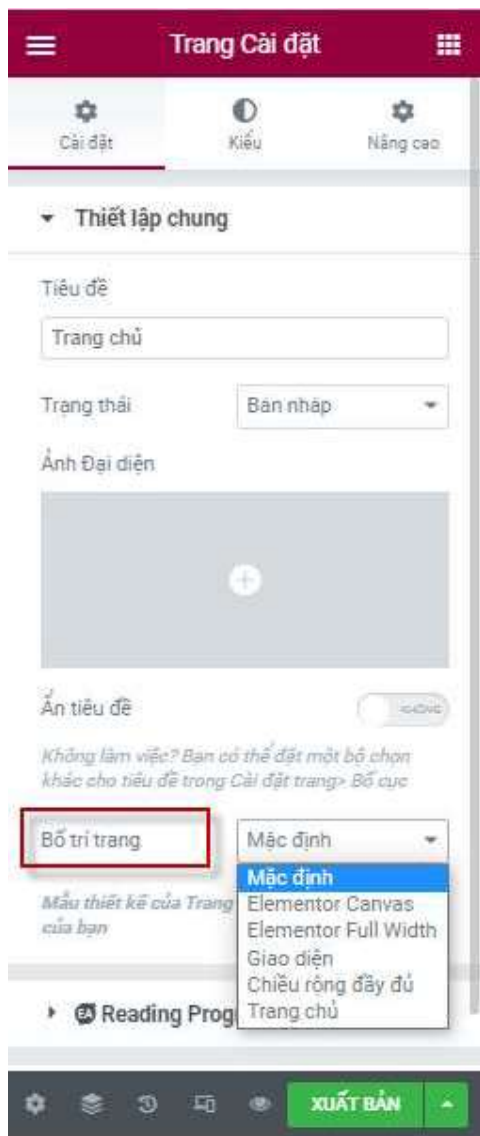 Trang Cài đặt
Cài đặt
Kiểu
Nâng cao
Thiết lập chung
Tiêu đề
Trang chủ
Trạng thái
Bản nháp
Ảnh Đại diện
Ẩn tiêu đề
Không làm việc? Bạn có thể đặt một bộ chọn
khác cho tiêu đề trong Cài đặt trang> Bố cục
Bố trí trang
Mặc định
Mặc định
Elementor Canvas
Elementor Full Width
Giao diện
Chiều rộng đầy đủ
Trang chủ
Mẫu thiết kế của Trang
của bạn
EA Reading Prog
XUẤT BẢN